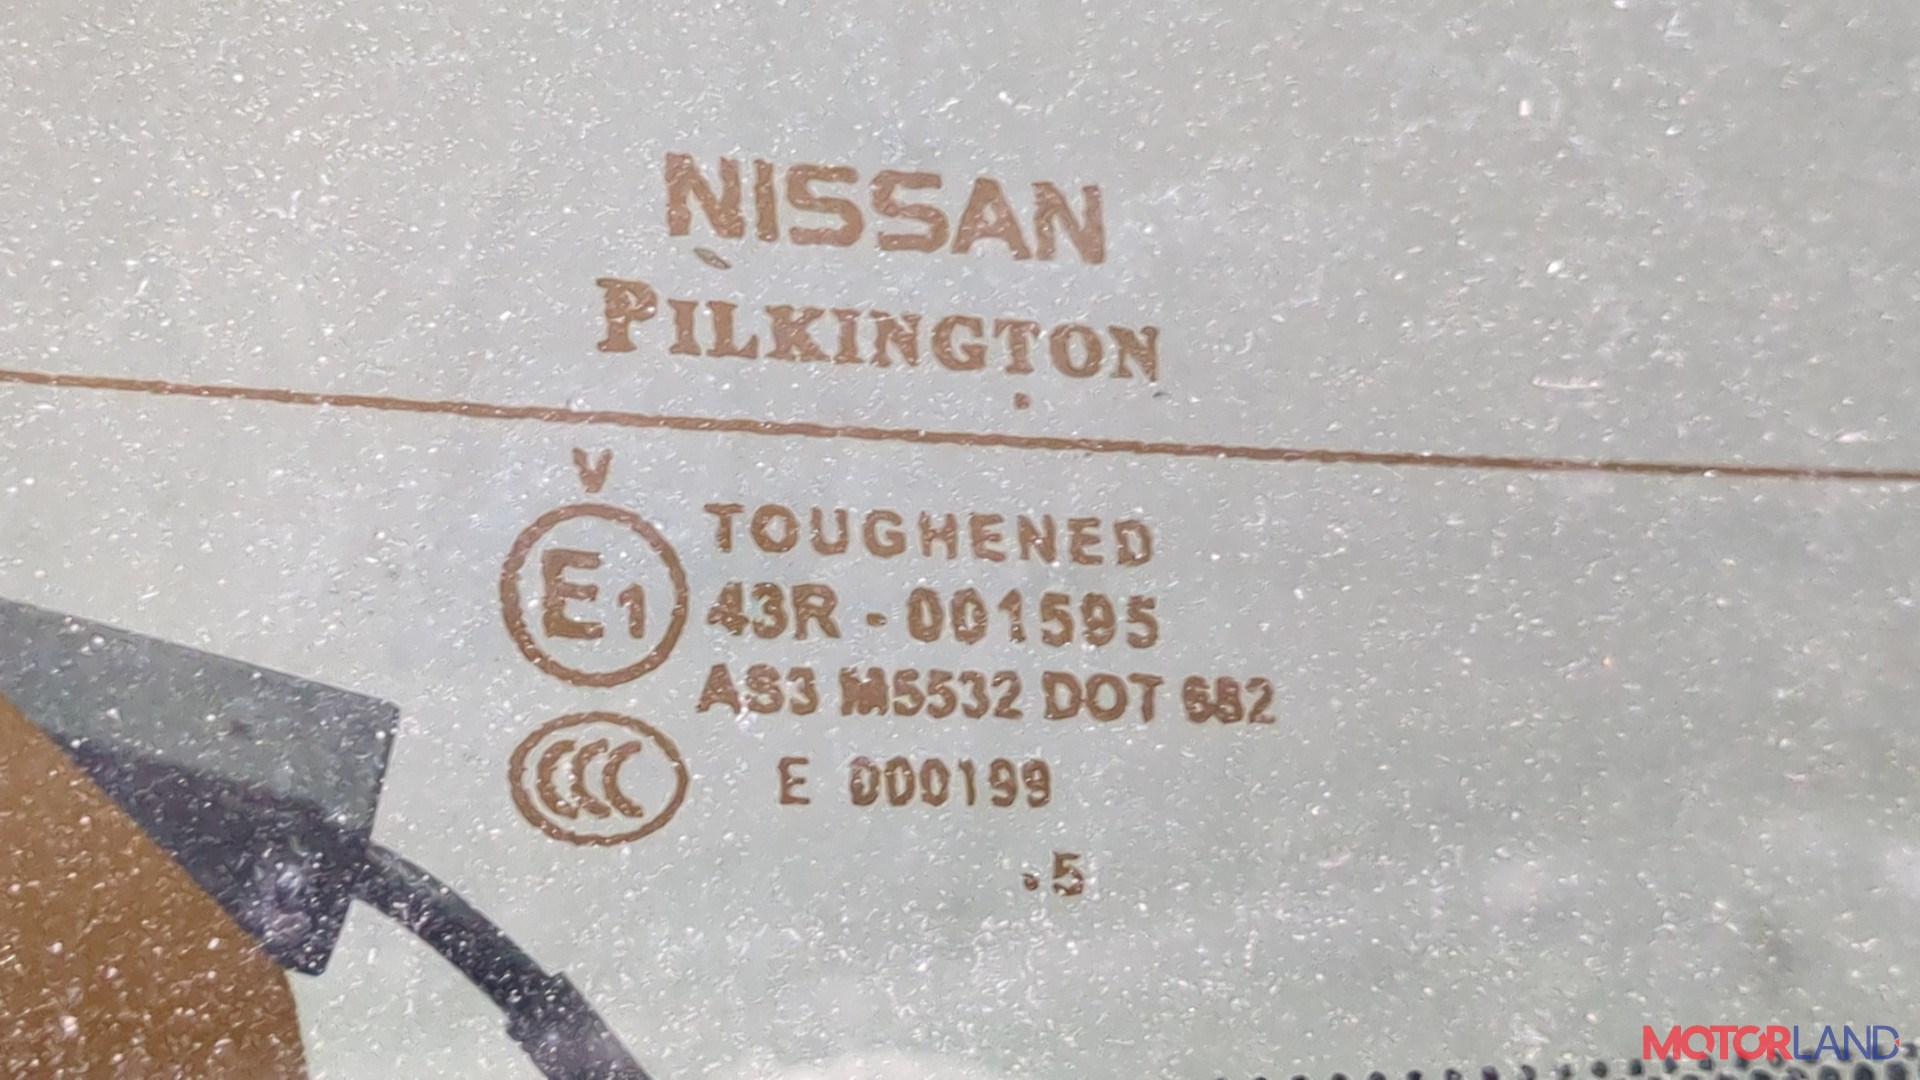 NISSAN
PILKINGTON
V
E1
TOUGHENED
43R - 001595
AS3 M5532 DOT 682
CCC
E 000199
.5
MOTORLAND